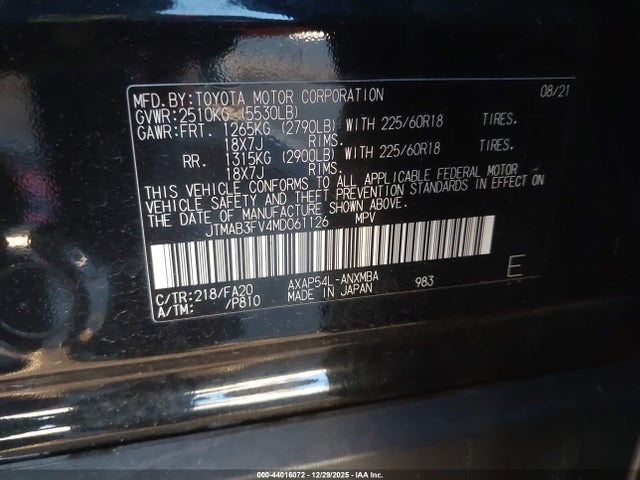 MFD. BY: TOYOTA MOTOR CORPORATION 08/21
GVWR: 2510KG (5530LB)
GAWR: FRT. 1265KG (2790LB) WITH 225/60R18 TIRES.
18X7J RIMS.
RR. 1315KG (2900LB) WITH 225/60R18 TIRES.
18X7J RIMS.
THIS VEHICLE CONFORMS TO ALL APPLICABLE FEDERAL MOTOR
VEHICLE SAFETY AND THEFT PREVENTION STANDARDS IN EFFECT ON
THE DATE OF MANUFACTURE SHOWN ABOVE.
JTMAB3FV4MD061126 MPV
C/TR: 218/FA20 AXAP54L-ANXMBA 983 E
A/TM: /P810 MADE IN JAPAN
000-44016072 — 12/29/2025 — IAA Inc.